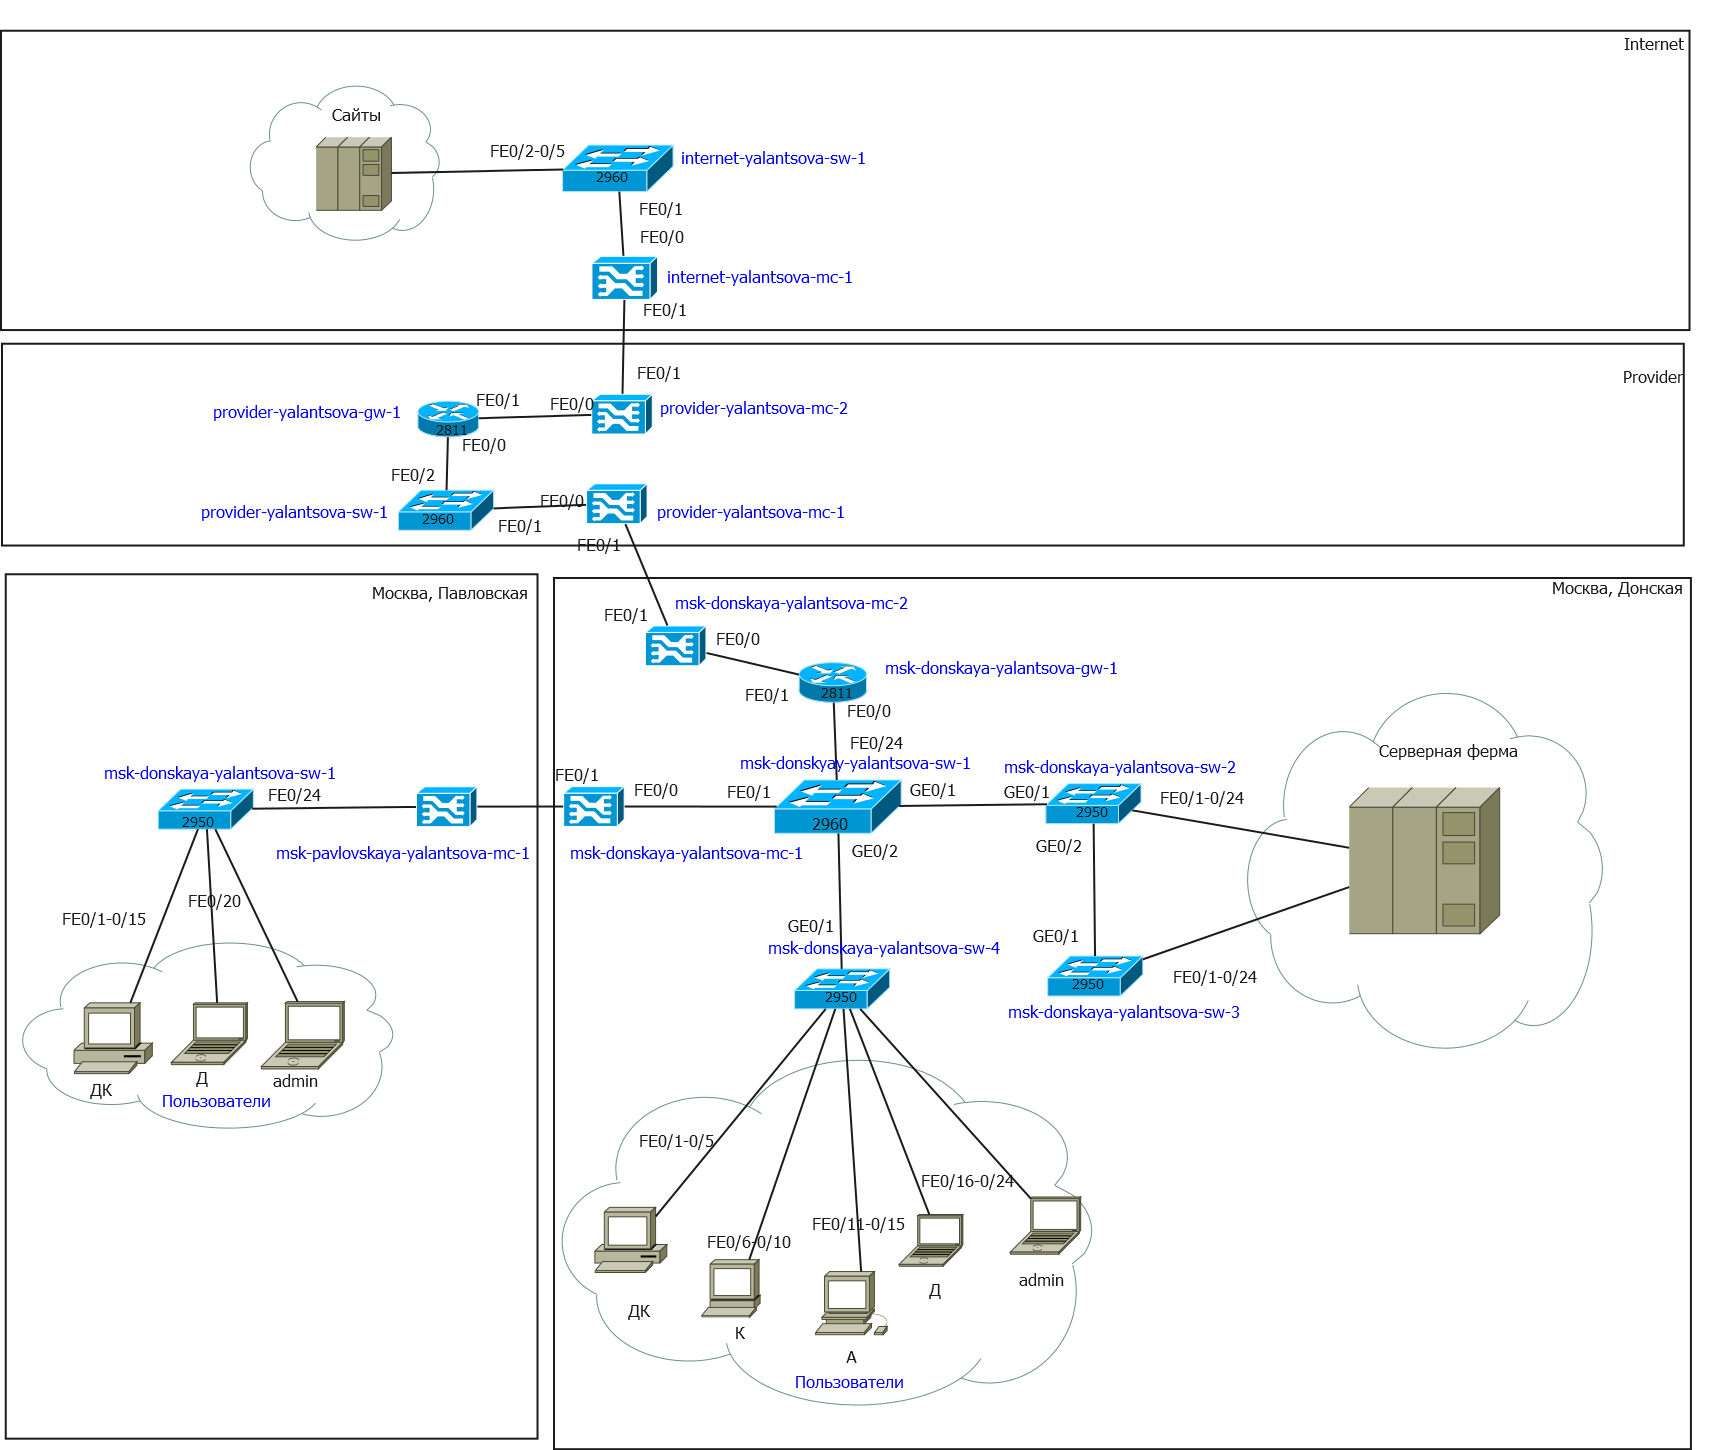 Internet
Сайты
FE0/2-0/5
2960
internet-yalantsova-sw-1
FE0/1
FE0/0
internet-yalantsova-mc-1
FE0/1
Provider
FE0/1
provider-yalantsova-gw-1
FE0/1
FE0/0
provider-yalantsova-mc-2
2811
FE0/0
FE0/2
provider-yalantsova-sw-1
2960
FE0/0
FE0/1
provider-yalantsova-mc-1
FE0/1
Москва, Павловская
msk-donskaya-yalantsova-sw-1
FE0/24
2950
msk-pavlovskaya-yalantsova-mc-1
FE0/1-0/15
FE0/20
ДК
Д
admin
Пользователи
Москва, Донская
msk-donskaya-yalantsova-mc-2
FE0/1
FE0/0
msk-donskaya-yalantsova-gw-1
FE0/1
2811
FE0/0
FE0/24
msk-donskyay-yalantsova-sw-1
FE0/1
FE0/0
FE0/1
2960
GE0/1
msk-donskaya-yalantsova-mc-1
GE0/2
msk-donskaya-yalantsova-sw-2
GE0/1
2950
FE0/1-0/24
GE0/2
Серверная ферма
GE0/1
2950
FE0/1-0/24
msk-donskaya-yalantsova-sw-3
GE0/1
msk-donskaya-yalantsova-sw-4
2950
FE0/1-0/5
FE0/6-0/10
FE0/11-0/15
FE0/16-0/24
ДК
К
А
Д
admin
Пользователи